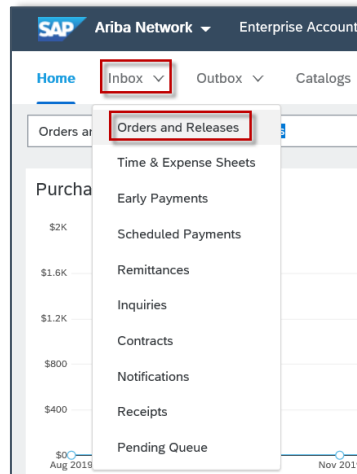 SAP Ariba Network Enterprise Account
Home Inbox Outbox Catalogs
Orders ar
Orders and Releases
Time & Expense Sheets
Purcha
Early Payments
$2K
Scheduled Payments
$1.6K
Remittances
Inquiries
$1.2K
Contracts
$800
Notifications
$400
Receipts
Pending Queue
$0
Aug 2019 Nov 201